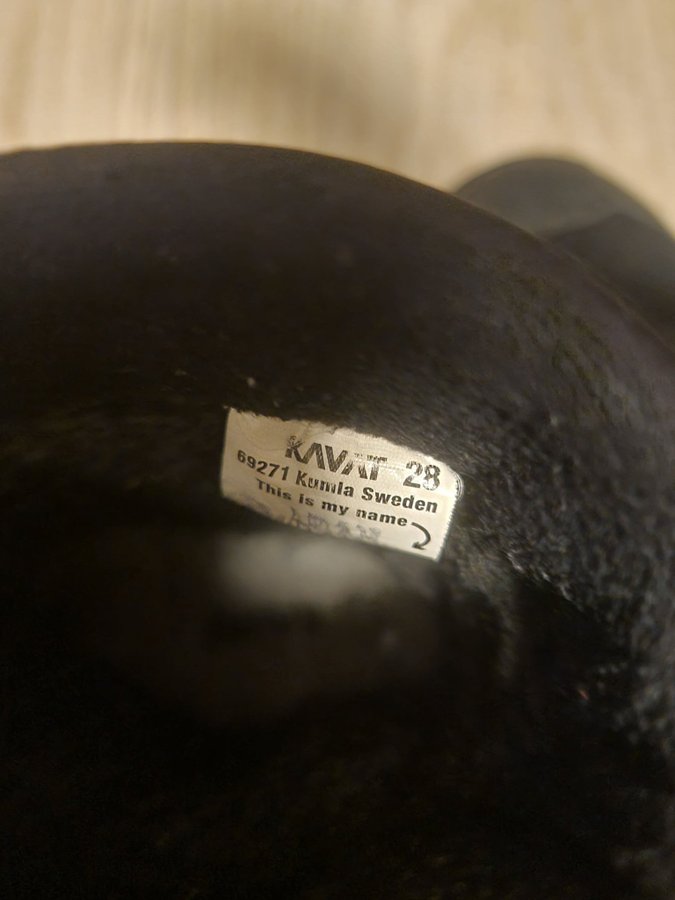 KAVAT 28
69271 Kumla Sweden
This is my name